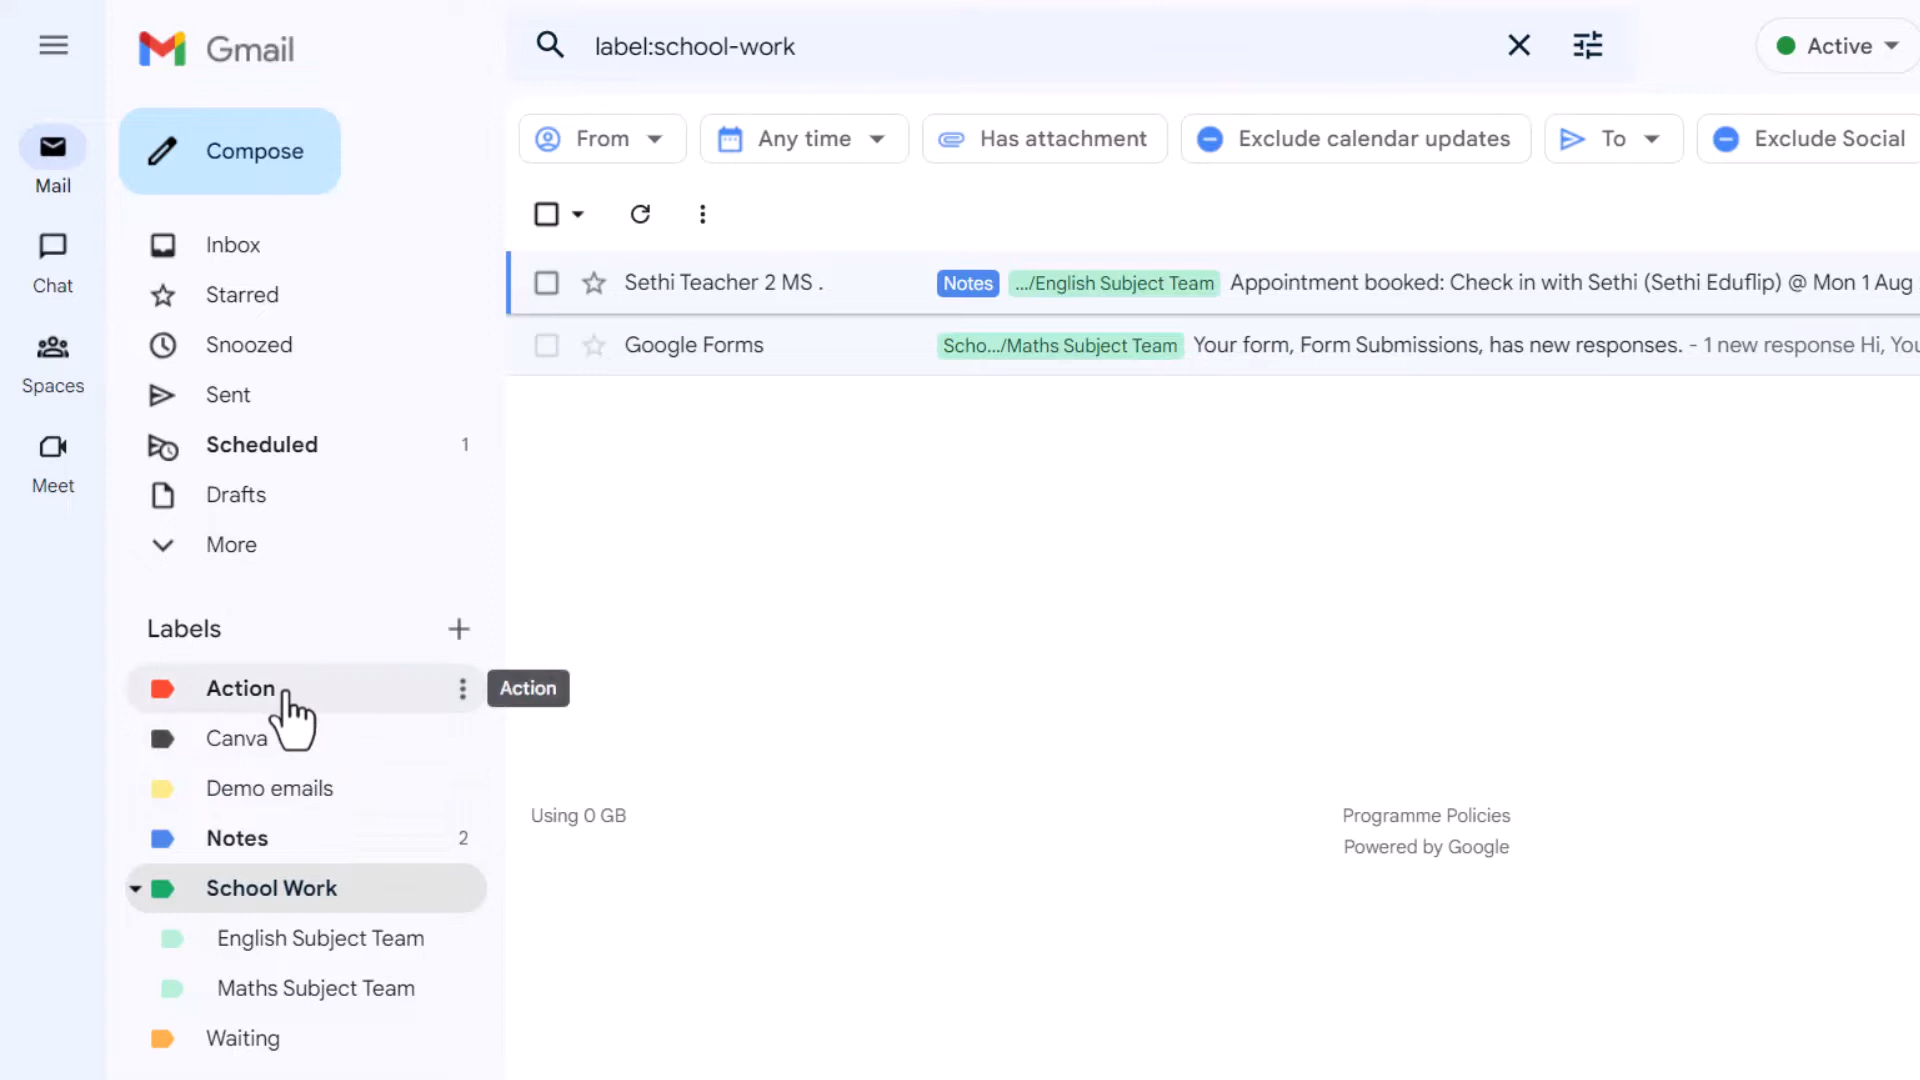 Gmail
label:school-work
Active
Mail
Chat
Spaces
Meet
Compose
Inbox
Starred
Snoozed
Sent
Scheduled 1
Drafts
More
Labels
Action
Action
Canva
Demo emails
Notes 2
School Work
English Subject Team
Maths Subject Team
Waiting
From Any time Has attachment Exclude calendar updates To Exclude Social
Sethi Teacher 2 MS . Notes .../English Subject Team Appointment booked: Check in with Sethi (Sethi Eduflip) @ Mon 1 Aug
Google Forms Scho.../Maths Subject Team Your form, Form Submissions, has new responses. - 1 new response Hi, You
Using 0 GB
Programme Policies
Powered by Google